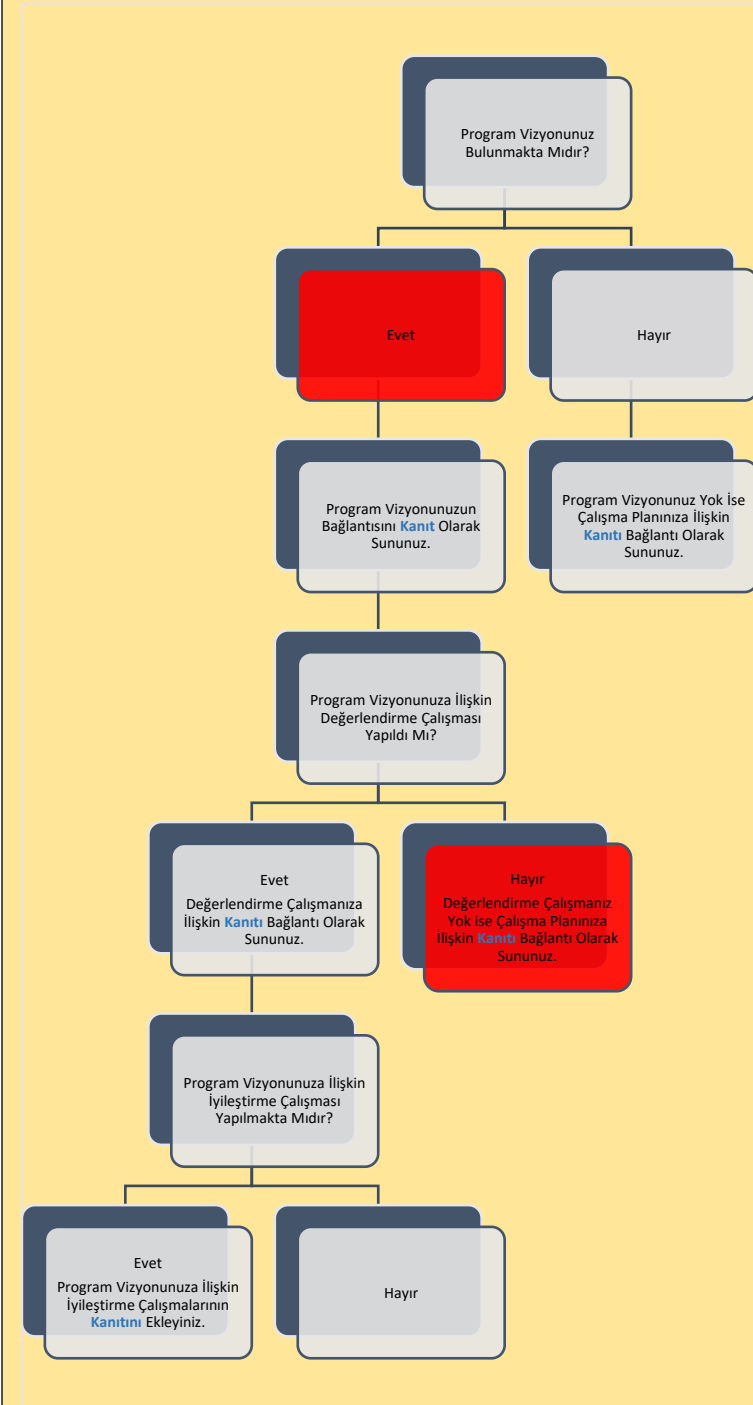 Program Vizyonunuz
Bulunmakta Mıdır?
Evet
Hayır
Program Vizyonunuzun
Bağlantısını Kanıt Olarak
Sununuz.
Program Vizyonunuz Yok İse
Çalışma Planınıza İlişkin
Kanıtı Bağlantı Olarak
Sununuz.
Program Vizyonunuza İlişkin
Değerlendirme Çalışması
Yapıldı Mı?
Evet
Değerlendirme Çalışmanıza
İlişkin Kanıtı Bağlantı Olarak
Sununuz.
Hayır
Değerlendirme Çalışmanız
Yok ise Çalışma Planınıza
İlişkin Kanıtı Bağlantı Olarak
Sununuz.
Program Vizyonunuza İlişkin
İyileştirme Çalışması
Yapılmakta Mıdır?
Evet
Program Vizyonunuza İlişkin
İyileştirme Çalışmalarının
Kanıtını Ekleyiniz.
Hayır